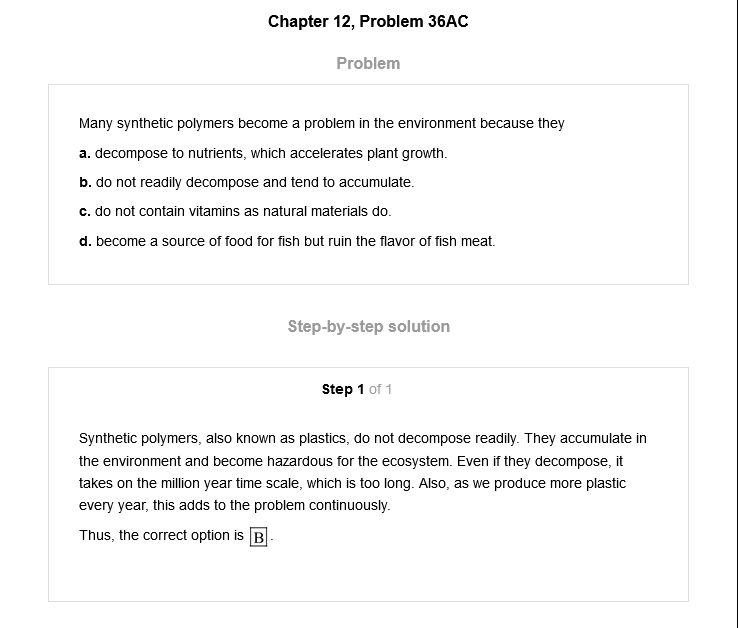 Chapter 12, Problem 36AC
Problem
Many synthetic polymers become a problem in the environment because they
a. decompose to nutrients, which accelerates plant growth.
b. do not readily decompose and tend to accumulate.
c. do not contain vitamins as natural materials do.
d. become a source of food for fish but ruin the flavor of fish meat.
Step-by-step solution
Step 1 of 1
Synthetic polymers, also known as plastics, do not decompose readily. They accumulate in
the environment and become hazardous for the ecosystem. Even if they decompose, it
takes on the million year time scale, which is too long. Also, as we produce more plastic
every year, this adds to the problem continuously.
Thus, the correct option is B.